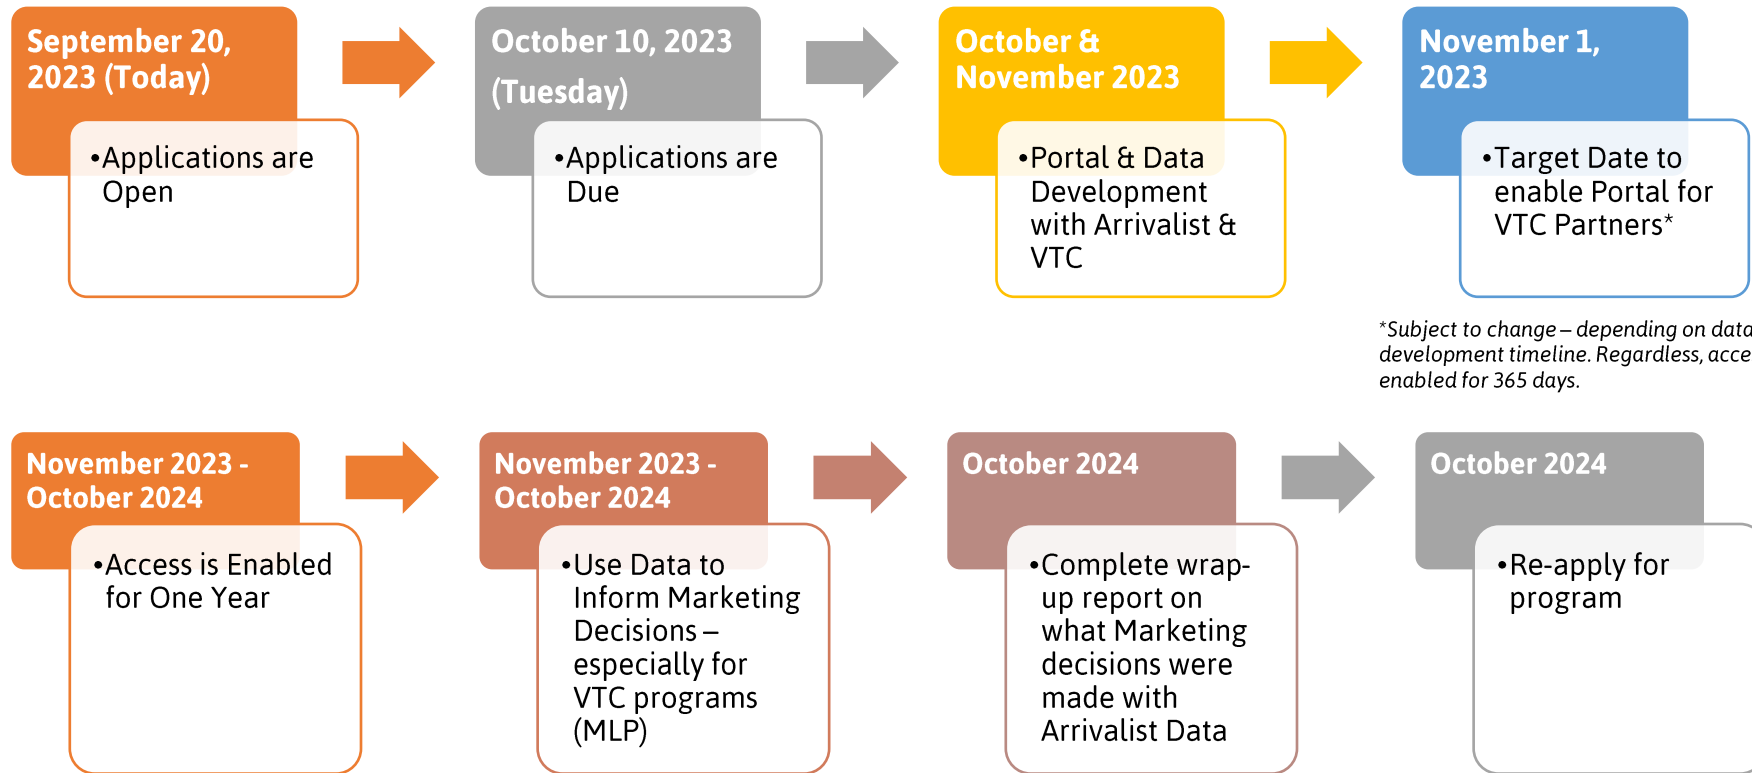 September 20,
2023 (Today)
•Applications are
Open
October 10, 2023
(Tuesday)
•Applications are
Due
October &
November 2023
•Portal & Data
Development
with Arrivalist &
VTC
November 1,
2023
•Target Date to
enable Portal for
VTC Partners*
*Subject to change – depending on data
development timeline. Regardless,
enabled for 365 days.
November 2023 -
October 2024
•Access is Enabled
for One Year
November 2023 -
October 2024
•Use Data to
Inform Marketing
Decisions –
especially for
VTC programs
(MLP)
October 2024
•Complete wrap-
up report on
what Marketing
decisions were
made with
Arrivalist Data
October 2024
•Re-apply for
program